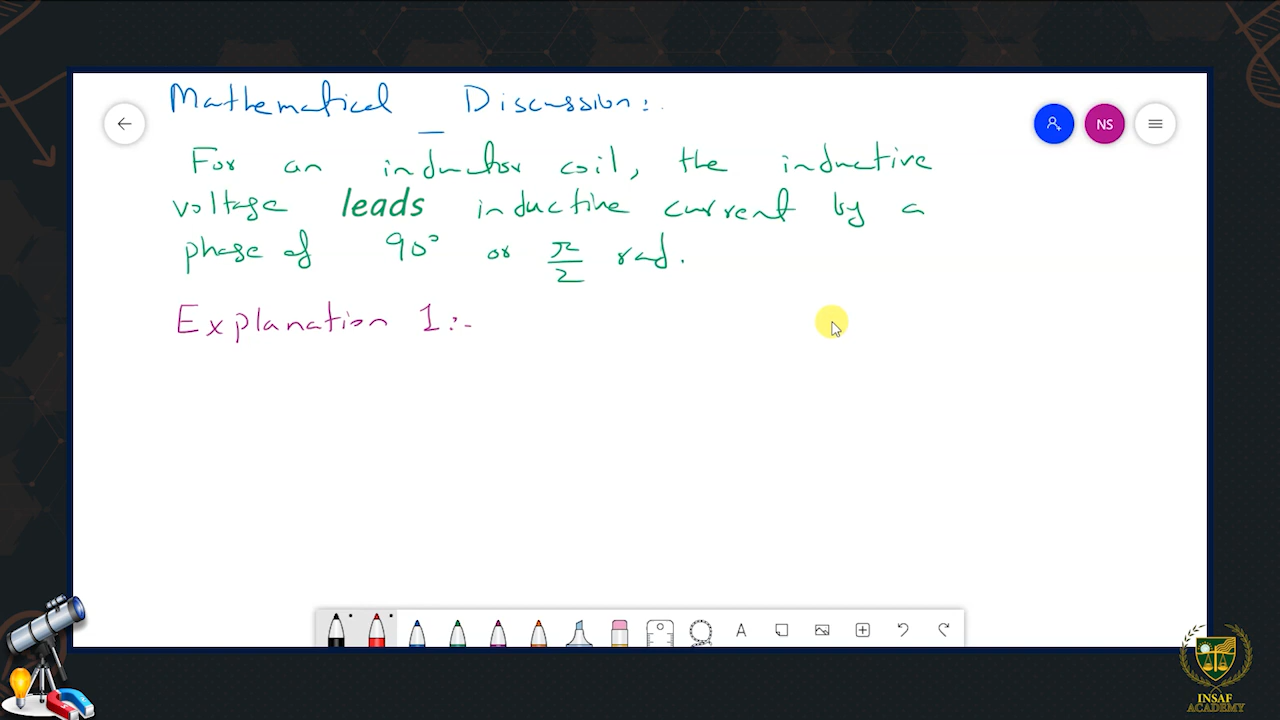 Mathematical _ Discussion:
For an inductor coil, the inductive
voltage leads inductive current by a
phase of 90° or π/2 rad.
Explanation 1:-
NS
A
INSAF
ACADEMY